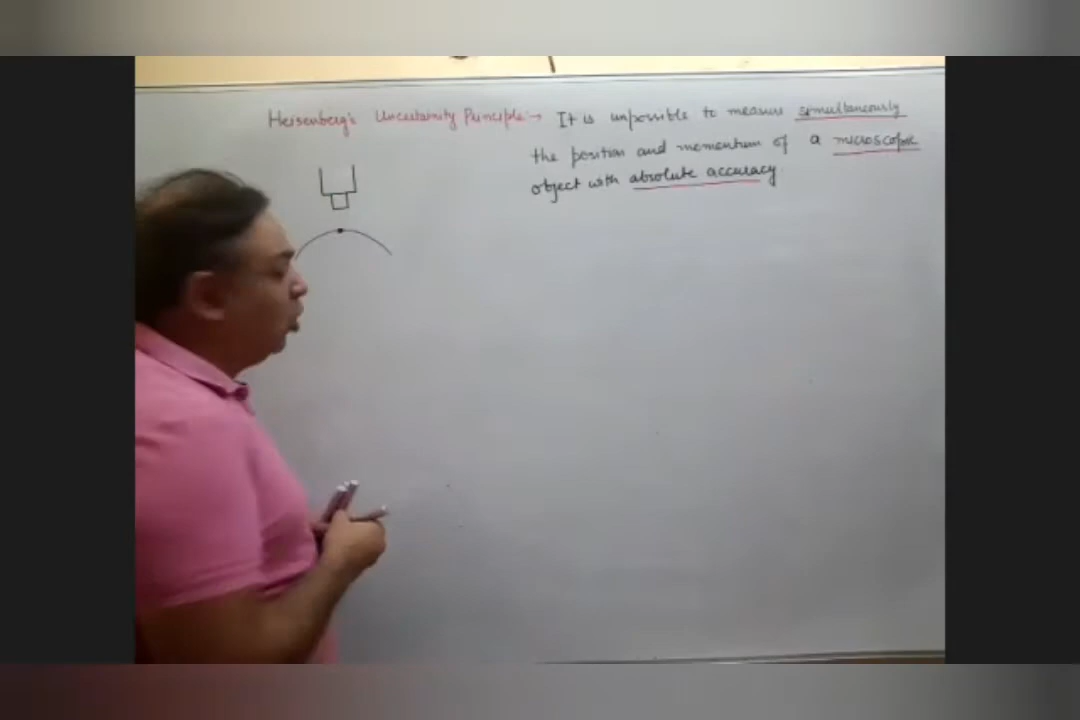 Heisenberg's Uncertainity Principle:→ It is impossible to measure simultaneously
the position and momentum of a microscopic
object with absolute accuracy